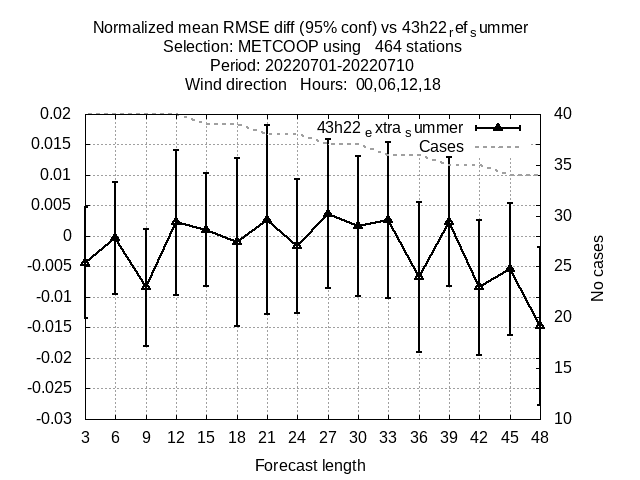 Normalized mean RMSE diff (95% conf) vs 43h22refsummer
Selection: METCOOP using 464 stations
Period: 20220701-20220710
Wind direction Hours: 00,06,12,18
43h22extrasummer
Cases
0.02
0.015
0.01
0.005
0
-0.005
-0.01
-0.015
-0.02
-0.025
-0.03
40
35
30
25
20
15
10
No cases
3 6 9 12 15 18 21 24 27 30 33 36 39 42 45 48
Forecast length